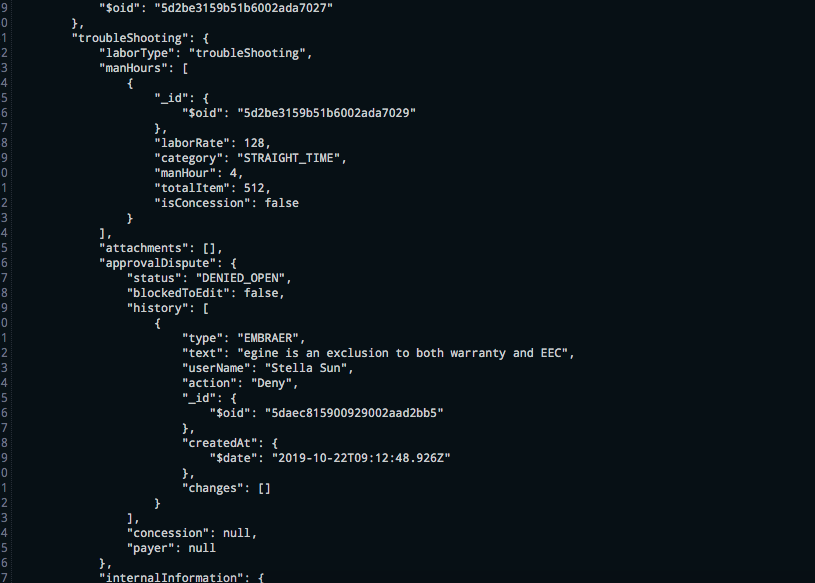 9 "$oid": "5d2be3159b51b6002ada7027"
0 },
1 "troubleShooting": {
2 "laborType": "troubleShooting",
3 "manHours": [
4 {
5 "_id": {
6 "$oid": "5d2be3159b51b6002ada7029"
7 },
8 "laborRate": 128,
9 "category": "STRAIGHT_TIME",
0 "manHour": 4,
1 "totalItem": 512,
2 "isConcession": false
3 }
4 ],
5 "attachments": [],
6 "approvalDispute": {
7 "status": "DENIED_OPEN",
8 "blockedToEdit": false,
9 "history": [
0 {
1 "type": "EMBRAER",
2 "text": "egine is an exclusion to both warranty and EEC",
3 "userName": "Stella Sun",
4 "action": "Deny",
5 "_id": {
6 "$oid": "5daec815900929002aad2bb5"
7 },
8 "createdAt": {
9 "$date": "2019-10-22T09:12:48.926Z"
0 },
1 "changes": []
2 }
3 ],
4 "concession": null,
5 "payer": null
6 },
7 "internalInformation": {